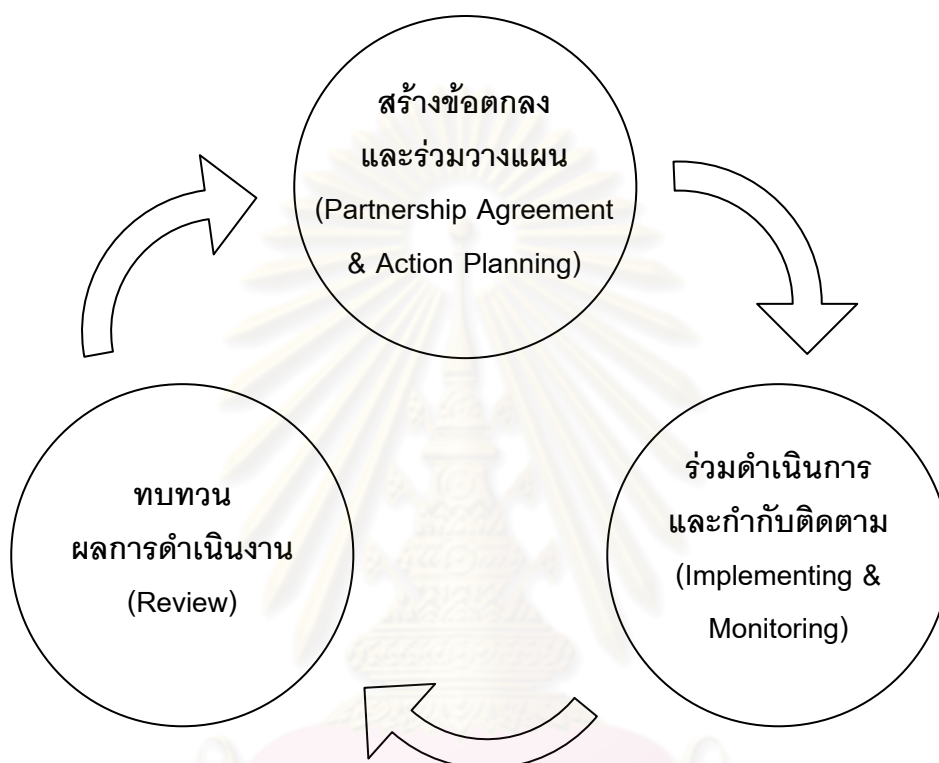 สร้างข้อตกลง
และร่วมวางแผน
(Partnership Agreement
& Action Planning)
ร่วมดำเนินการ
และกำกับติดตาม
(Implementing &
Monitoring)
ทบทวน
ผลการดำเนินงาน
(Review)